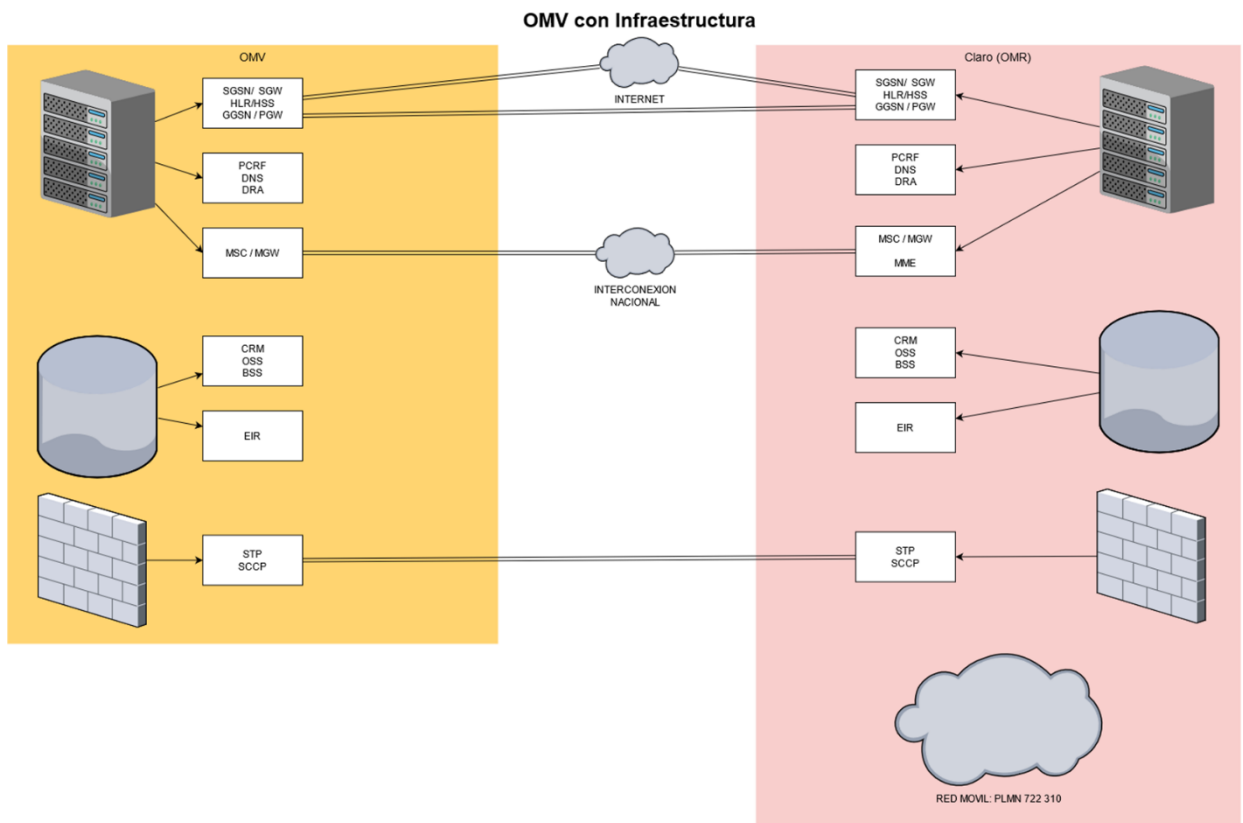 OMV con Infraestructura
OMV
SGSN/ SGW
HLR/HSS
GGSN / PGW
PCRF
DNS
DRA
MSC / MGW
CRM
OSS
BSS
EIR
STP
SCCP
INTERNET
INTERCONEXION
NACIONAL
Claro (OMR)
SGSN/ SGW
HLR/HSS
GGSN / PGW
PCRF
DNS
DRA
MSC / MGW
MME
CRM
OSS
BSS
EIR
STP
SCCP
RED MOVIL: PLMN 722 310